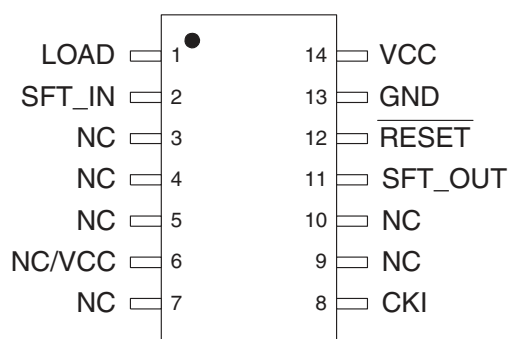 LOAD 1 14 VCC
SFT_IN 2 13 GND
NC 3 12 RESET
NC 4 11 SFT_OUT
NC 5 10 NC
NC/VCC 6 9 NC
NC 7 8 CKI